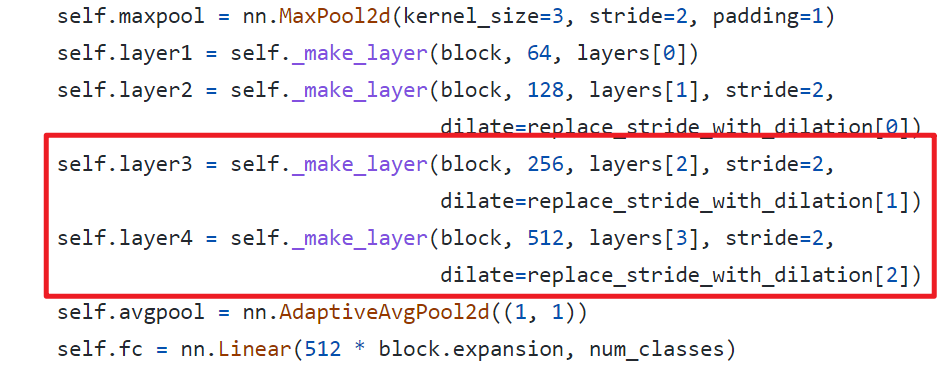 self.maxpool = nn.MaxPool2d(kernel_size=3, stride=2, padding=1)
self.layer1 = self._make_layer(block, 64, layers[0])
self.layer2 = self._make_layer(block, 128, layers[1], stride=2,
dilate=replace_stride_with_dilation[0])
self.layer3 = self._make_layer(block, 256, layers[2], stride=2,
dilate=replace_stride_with_dilation[1])
self.layer4 = self._make_layer(block, 512, layers[3], stride=2,
dilate=replace_stride_with_dilation[2])
self.avgpool = nn.AdaptiveAvgPool2d((1, 1))
self.fc = nn.Linear(512 * block.expansion, num_classes)